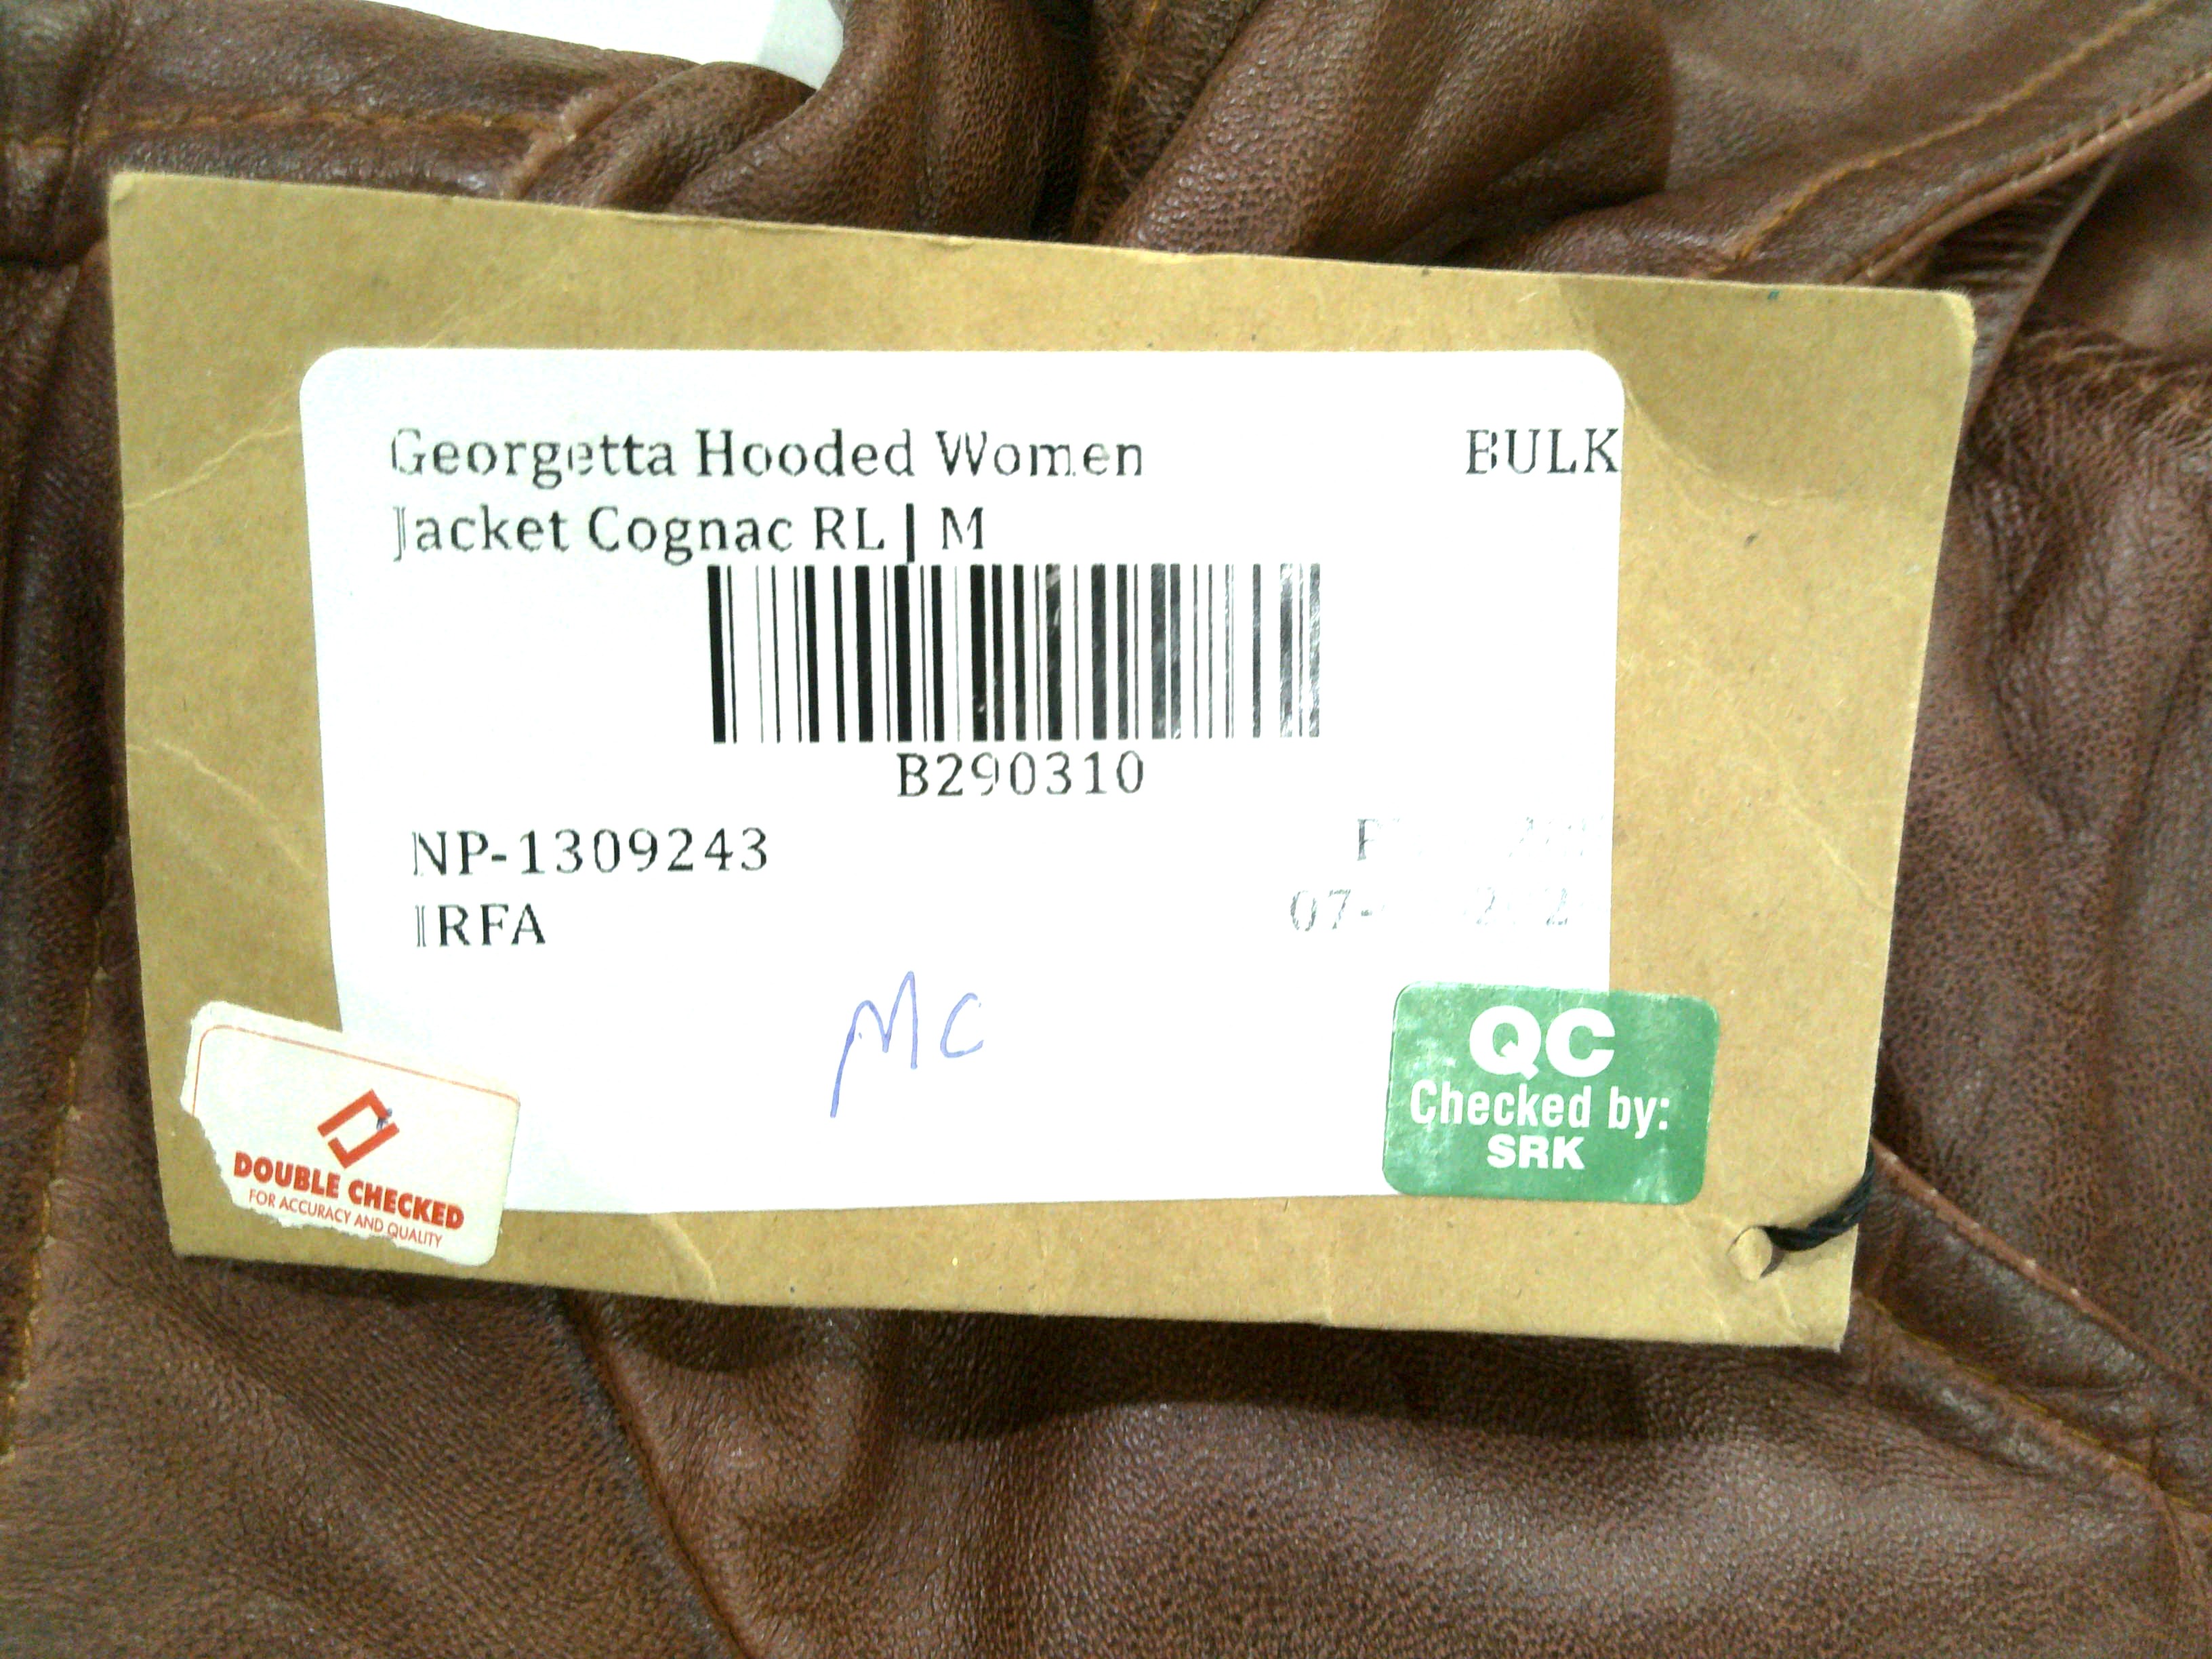 Georgetta Hooded Women
BULK
Jacket Cognac RL | M
B290310
NP-1309243
IRFA
MC
QC
Checked by:
SRK
DOUBLE CHECKED
FOR ACCURACY AND QUALITY